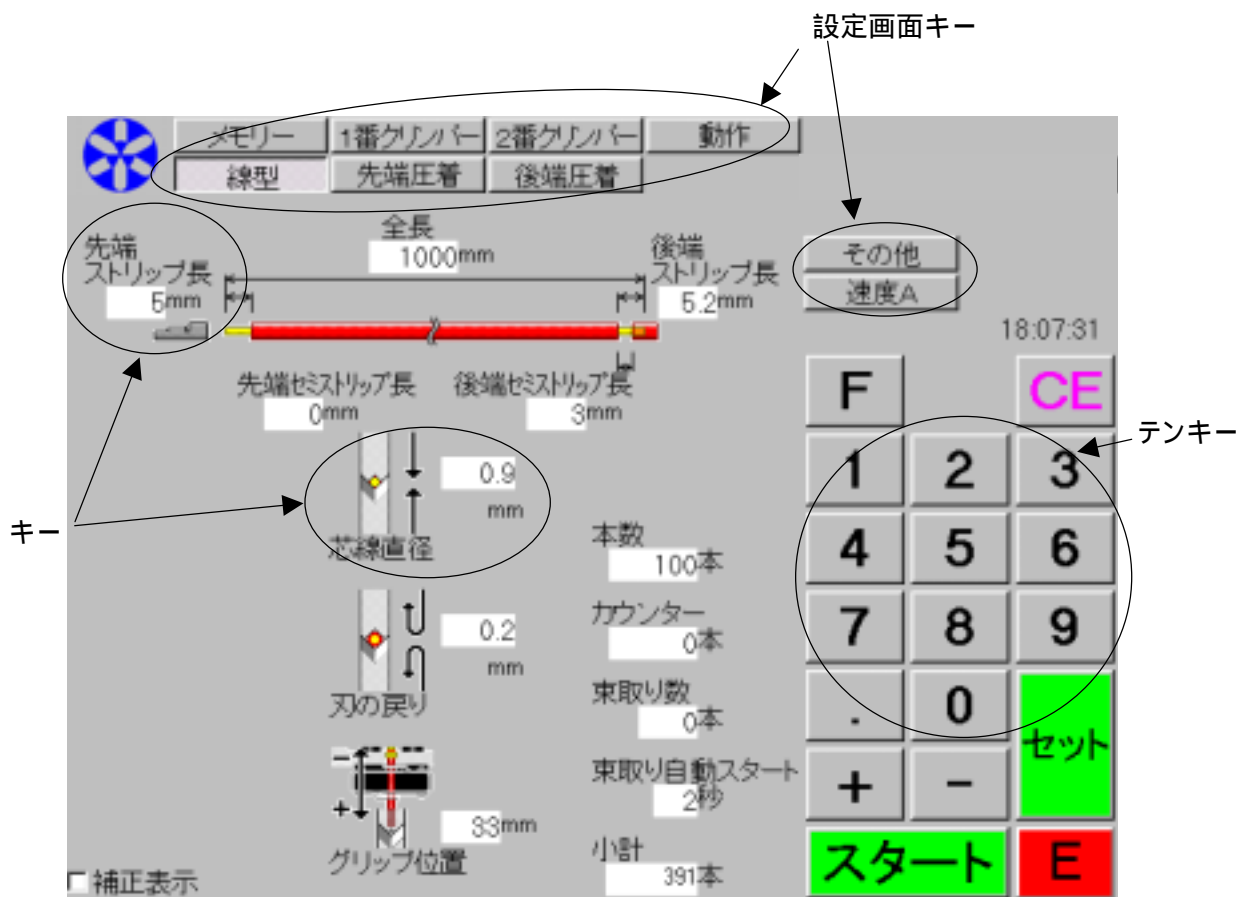 設定画面キー
メモリー 1番クリンパー 2番クリンパー 動作
線型 先端圧着 後端圧着
全長
1000mm
先端
ストリップ長
5mm
後端
ストリップ長
5.2mm
その他
速度A
18:07:31
先端セミストリップ長
0mm
後端セミストリップ長
3mm
F CE
テンキー
1 2 3
0.9
mm
芯線直径
キー
本数
100本
4 5 6
0.2
mm
刃の戻り
カウンター
0本
7 8 9
束取り数
0本
. 0
セット
束取り自動スタート
2秒
+ -
-
+
33mm
グリップ位置
小計
391本
スタート E
補正表示